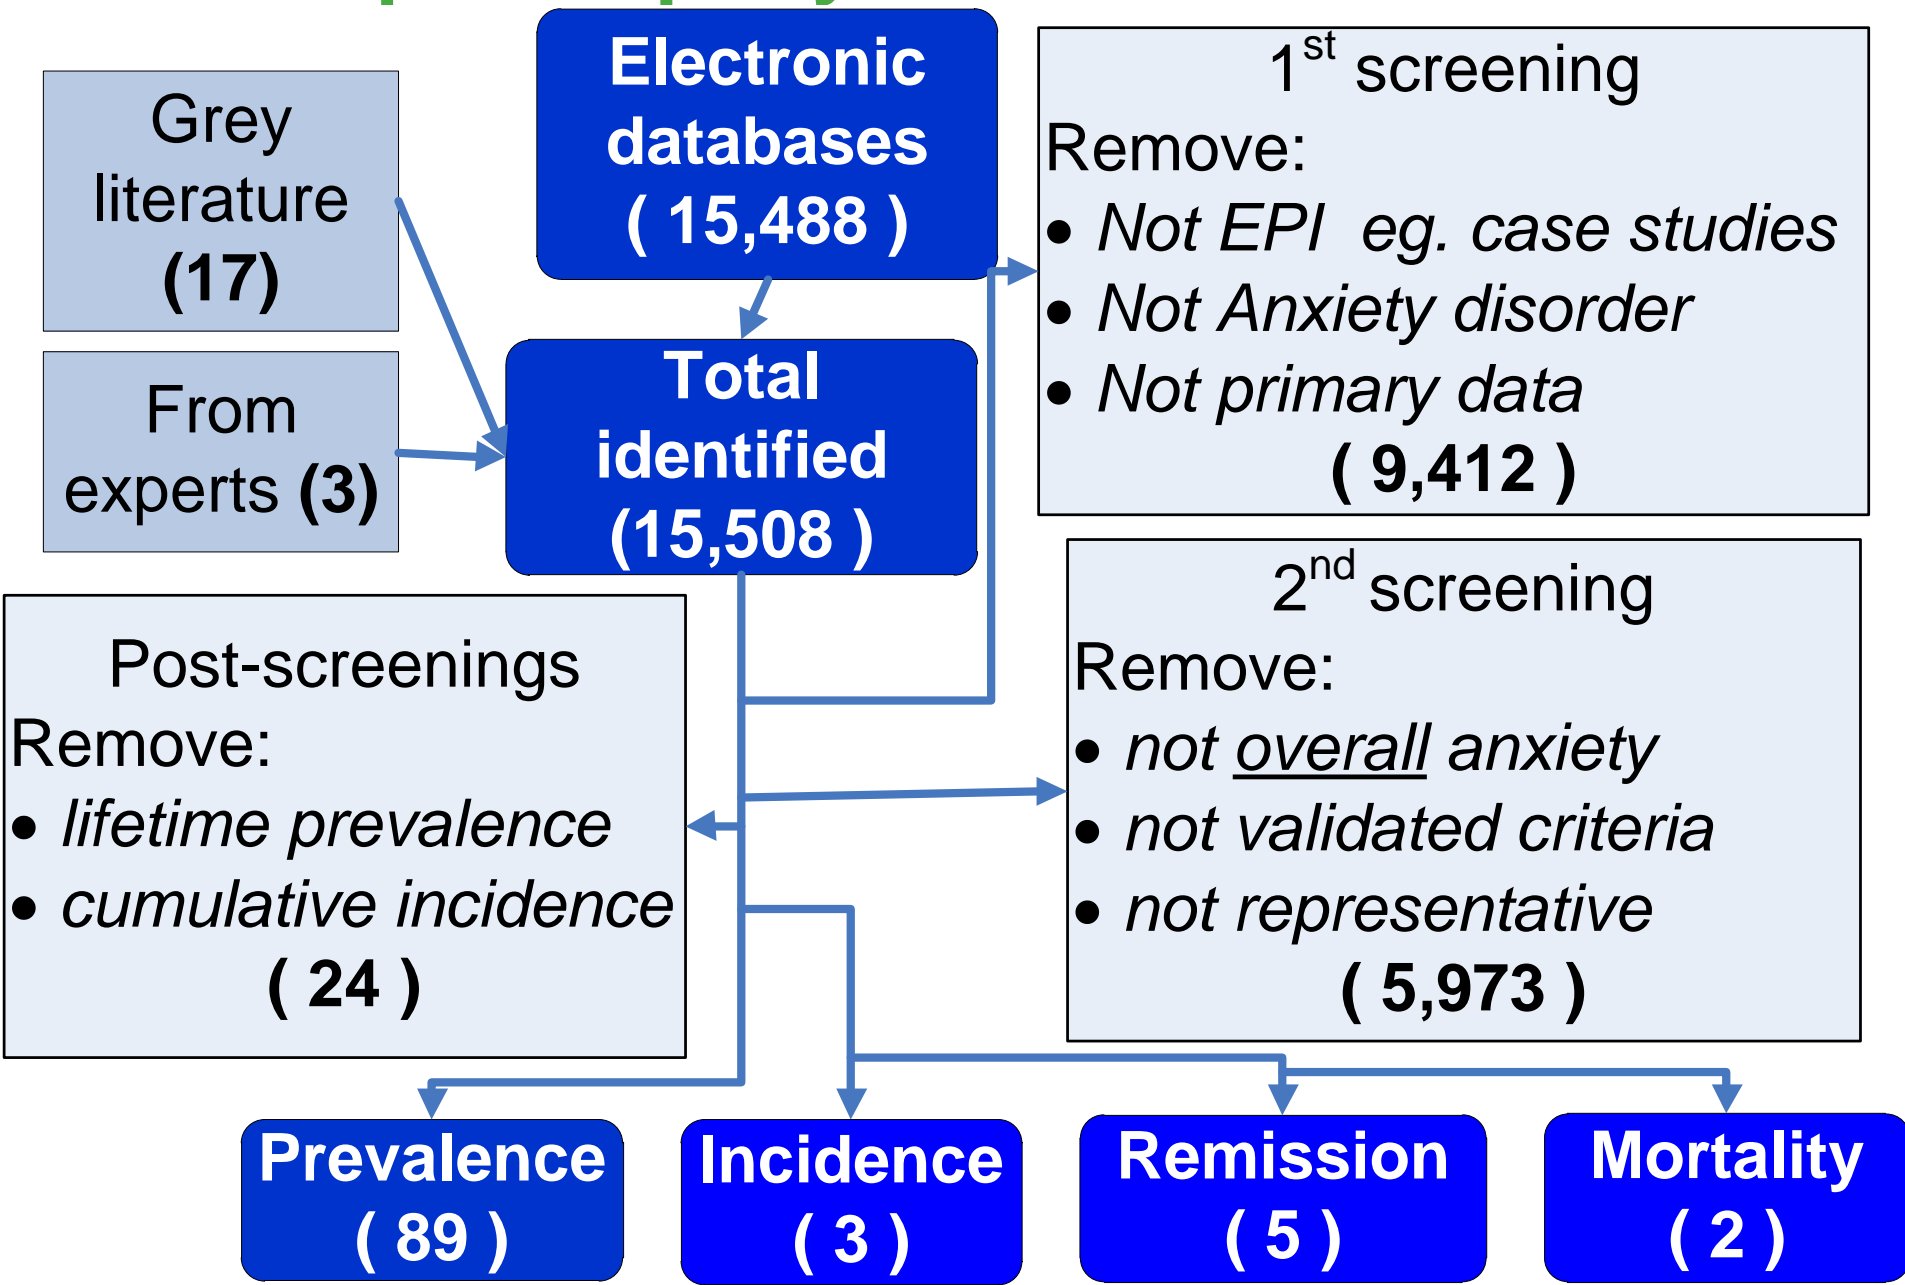 Electronic
databases
( 15,488 )
Grey
literature
(17)
From
experts (3)
Total
identified
(15,508 )
1st screening
Remove:
• Not EPI  eg. case studies
• Not Anxiety disorder
• Not primary data
( 9,412 )
2nd screening
Remove:
• not overall anxiety
• not validated criteria
• not representative
( 5,973 )
Post-screenings
Remove:
• lifetime prevalence
• cumulative incidence
( 24 )
Prevalence
( 89 )
Incidence
( 3 )
Remission
( 5 )
Mortality
( 2 )